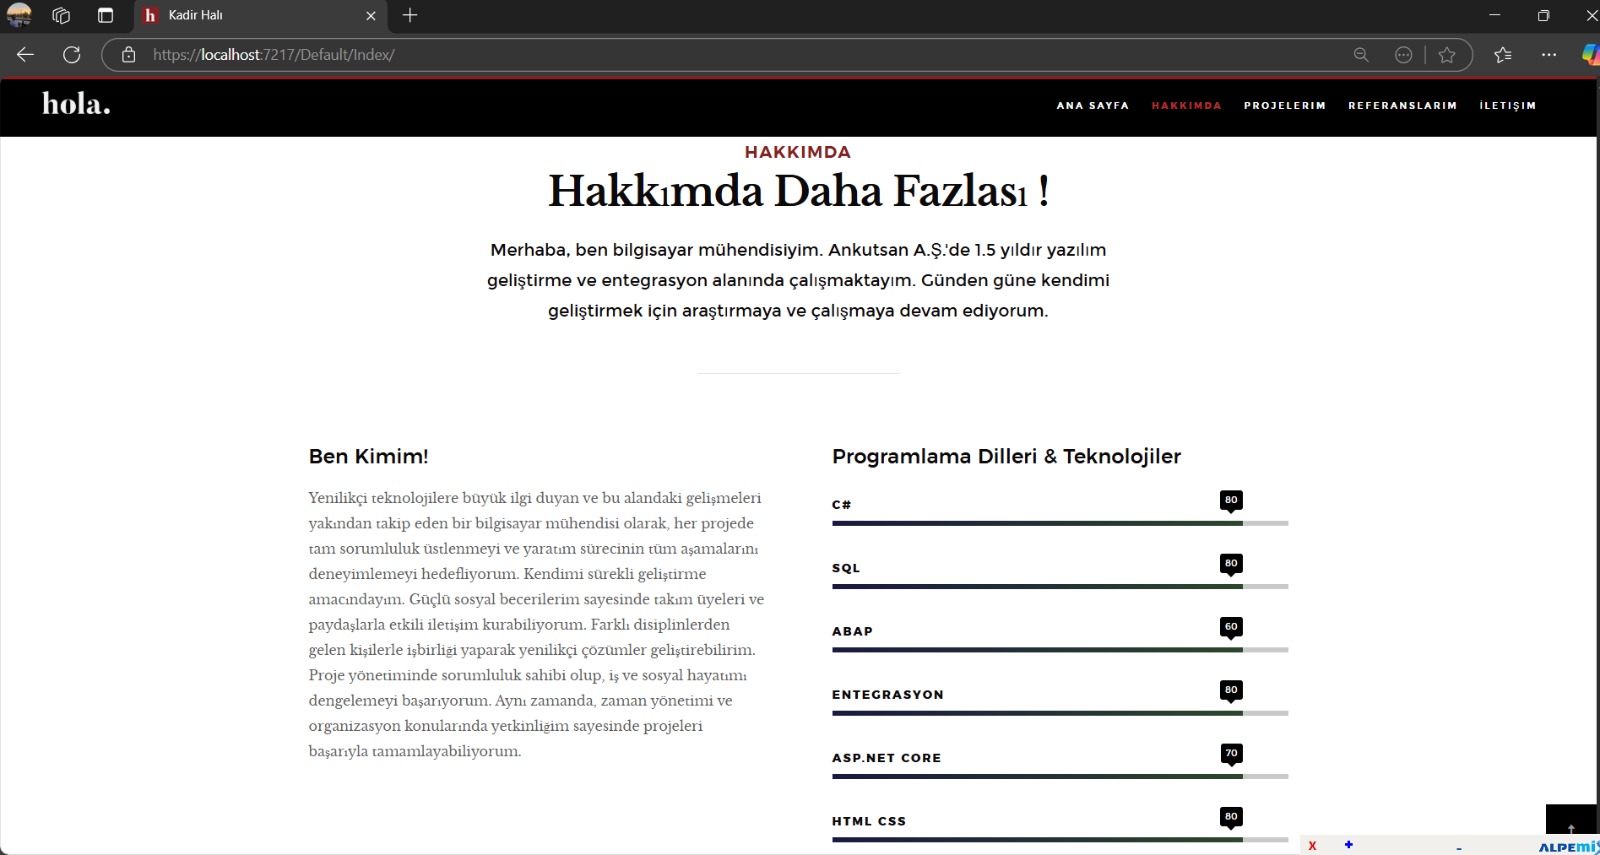 Kadir Halı
https://localhost:7217/Default/Index/
hola.
ANA SAYFA HAKKIMDA PROJELERIM REFERANSLARIM İLETIŞIM
HAKKIMDA
Hakkımda Daha Fazlası !
Merhaba, ben bilgisayar mühendisiyim. Ankutsan A.Ş.'de 1.5 yıldır yazılım
geliştirme ve entegrasyon alanında çalışmaktayım. Günden güne kendimi
geliştirmek için araştırmaya ve çalışmaya devam ediyorum.
Ben Kimim!
Yenilikçi teknolojilere büyük ilgi duyan ve bu alandaki gelişmeleri
yakından takip eden bir bilgisayar mühendisi olarak, her projede
tam sorumluluk üstlenmeyi ve yaratım sürecinin tüm aşamalarını
deneyimlemeyi hedefliyorum. Kendimi sürekli geliştirme
amacındayım. Güçlü sosyal becerilerim sayesinde takım üyeleri ve
paydaşlarla etkili iletişim kurabiliyorum. Farklı disiplinlerden
gelen kişilerle işbirliği yaparak yenilikçi çözümler geliştirebilirim.
Proje yönetiminde sorumluluk sahibi olup, iş ve sosyal hayatımı
dengelemeyi başarıyorum. Aynı zamanda, zaman yönetimi ve
organizasyon konularında yetkinliğim sayesinde projeleri
başarıyla tamamlayabiliyorum.
Programlama Dilleri & Teknolojiler
C# 80
SQL 80
ABAP 60
ENTEGRASYON 80
ASP.NET CORE 70
HTML CSS 80
X + - ALPEMİX